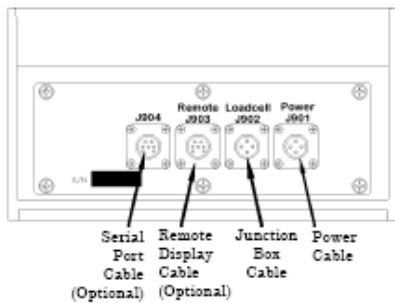 Remote Loadcell Power
J904 J903 J902 J901
S/N
Serial Port Cable (Optional)
Remote Display Cable (Optional)
Junction Box Cable
Power Cable